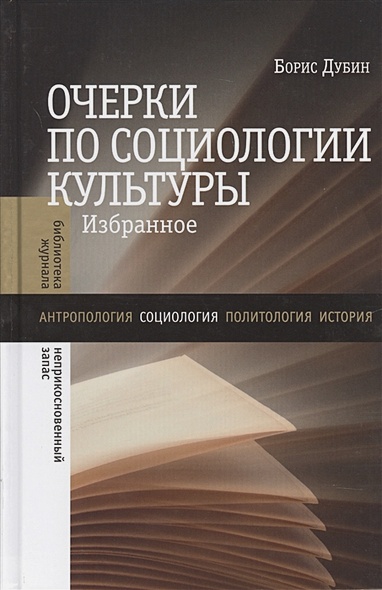 Борис Дубин
ОЧЕРКИ
ПО СОЦИОЛОГИИ
КУЛЬТУРЫ
Избранное
библиотека
журнала
АНТРОПОЛОГИЯ СОЦИОЛОГИЯ ПОЛИТОЛОГИЯ ИСТОРИЯ
неприкосновенный
запас